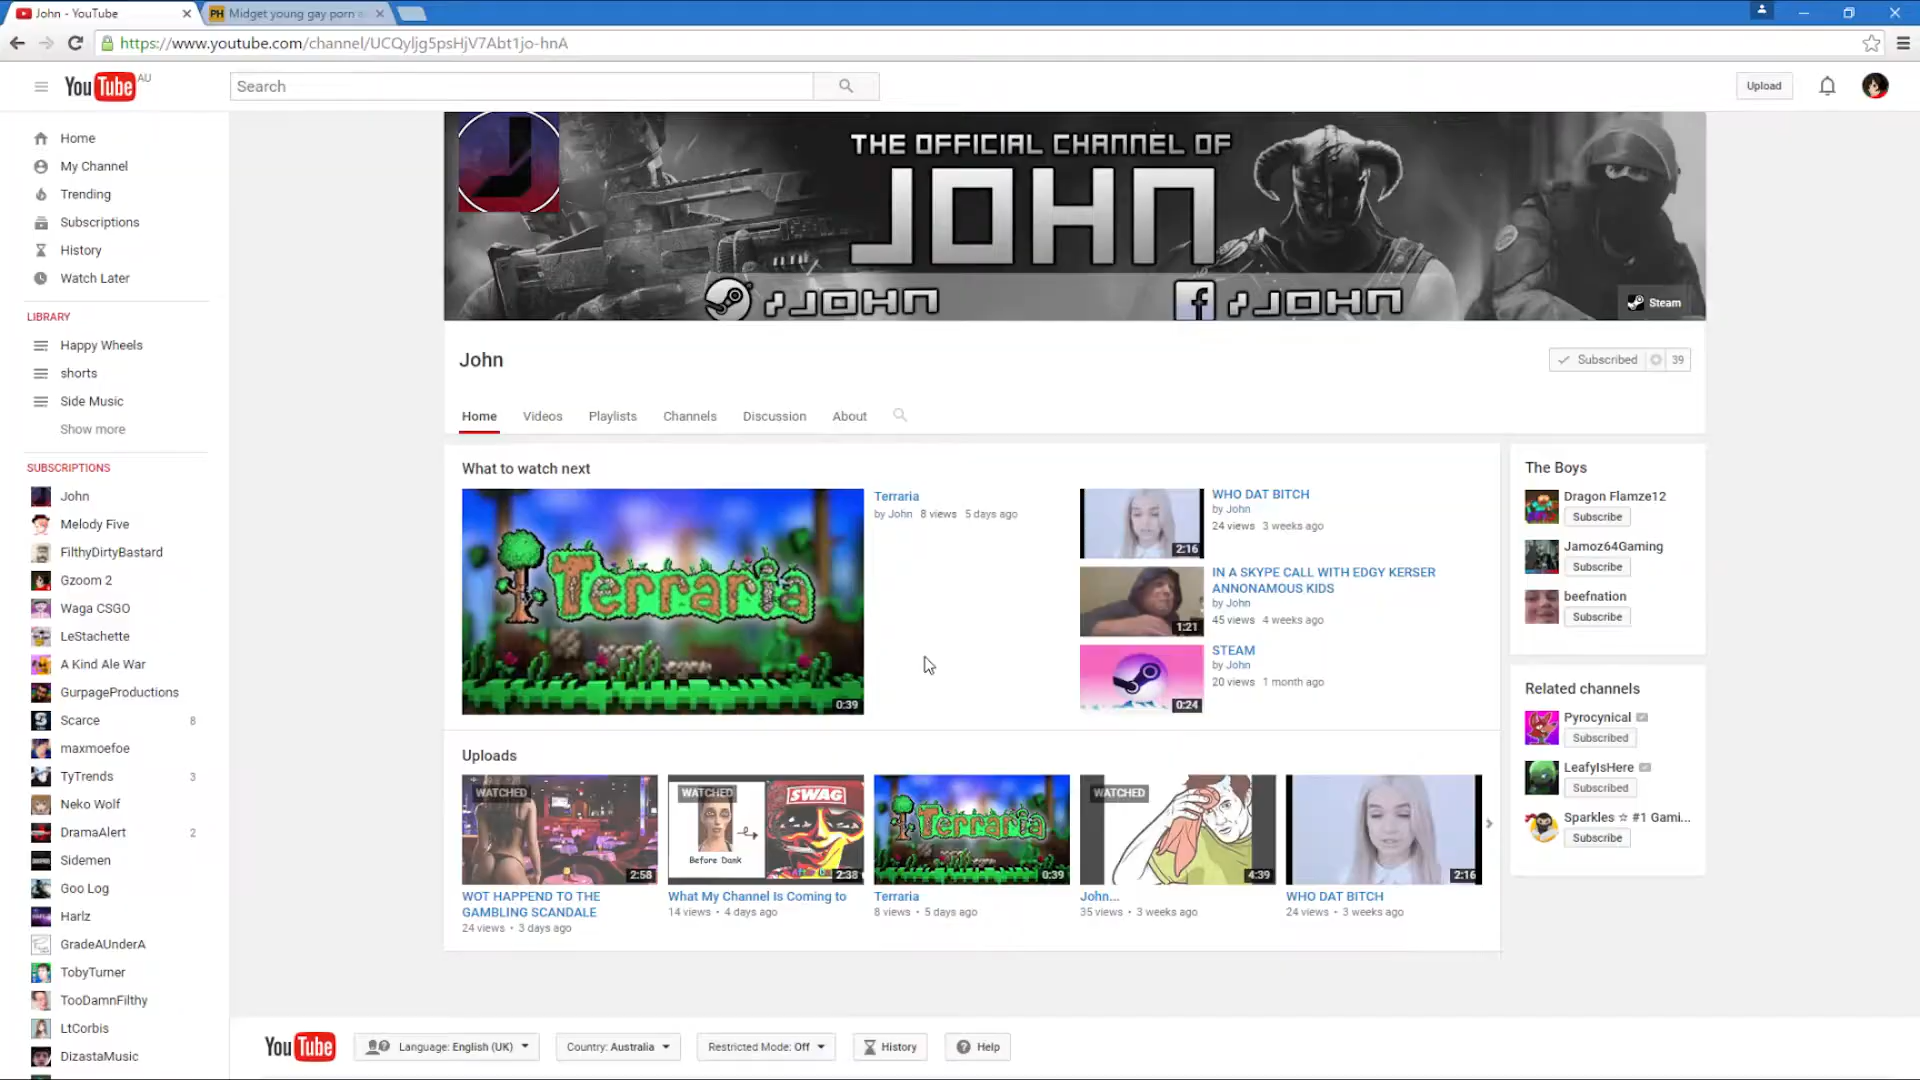 John - YouTube
PH Midget young gay porn a
https://www.youtube.com/channel/UCQyljg5psHjV7Abt1jo-hnA
YouTube AU
Search
Upload
Home
My Channel
Trending
Subscriptions
History
Watch Later
LIBRARY
Happy Wheels
shorts
Side Music
Show more
SUBSCRIPTIONS
John
Melody Five
FilthyDirtyBastard
Gzoom 2
Waga CSGO
LeStachette
A Kind Ale War
GurpageProductions
Scarce 8
maxmoefoe
TyTrends 3
Neko Wolf
DramaAlert 2
Sidemen
Goo Log
Harlz
GradeAUnderA
TobyTurner
TooDamnFilthy
LtCorbis
DizastaMusic
THE OFFICIAL CHANNEL OF
JOHN
/JOHN
/JOHN
Steam
John
Subscribed 39
Home Videos Playlists Channels Discussion About
What to watch next
Terraria
0:39
Terraria
by John 8 views 5 days ago
2:16
WHO DAT BITCH
by John
24 views 3 weeks ago
1:21
IN A SKYPE CALL WITH EDGY KERSER
ANNONAMOUS KIDS
by John
45 views 4 weeks ago
0:24
STEAM
by John
20 views 1 month ago
Uploads
WATCHED
2:58
WOT HAPPEND TO THE
GAMBLING SCANDALE
24 views • 3 days ago
WATCHED
SWAG
Before Dank
2:38
What My Channel Is Coming to
14 views • 4 days ago
Terraria
0:39
Terraria
8 views • 5 days ago
WATCHED
4:39
John...
35 views • 3 weeks ago
2:16
WHO DAT BITCH
24 views • 3 weeks ago
The Boys
Dragon Flamze12
Subscribe
Jamoz64Gaming
Subscribe
beefnation
Subscribe
Related channels
Pyrocynical
Subscribed
LeafyIsHere
Subscribed
Sparkles ☆ #1 Gami...
Subscribe
YouTube
Language: English (UK)
Country: Australia
Restricted Mode: Off
History
Help